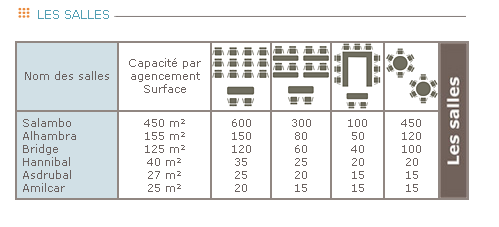 LES SALLES
Nom des salles Capacité par agencement Surface
Salambo 450 m² 600 300 100 450
Alhambra 155 m² 150 80 50 120
Bridge 125 m² 120 60 40 100
Hannibal 40 m² 35 25 20 20
Asdrubal 27 m² 25 20 15 15
Amilcar 25 m² 20 15 15 15
Les salles